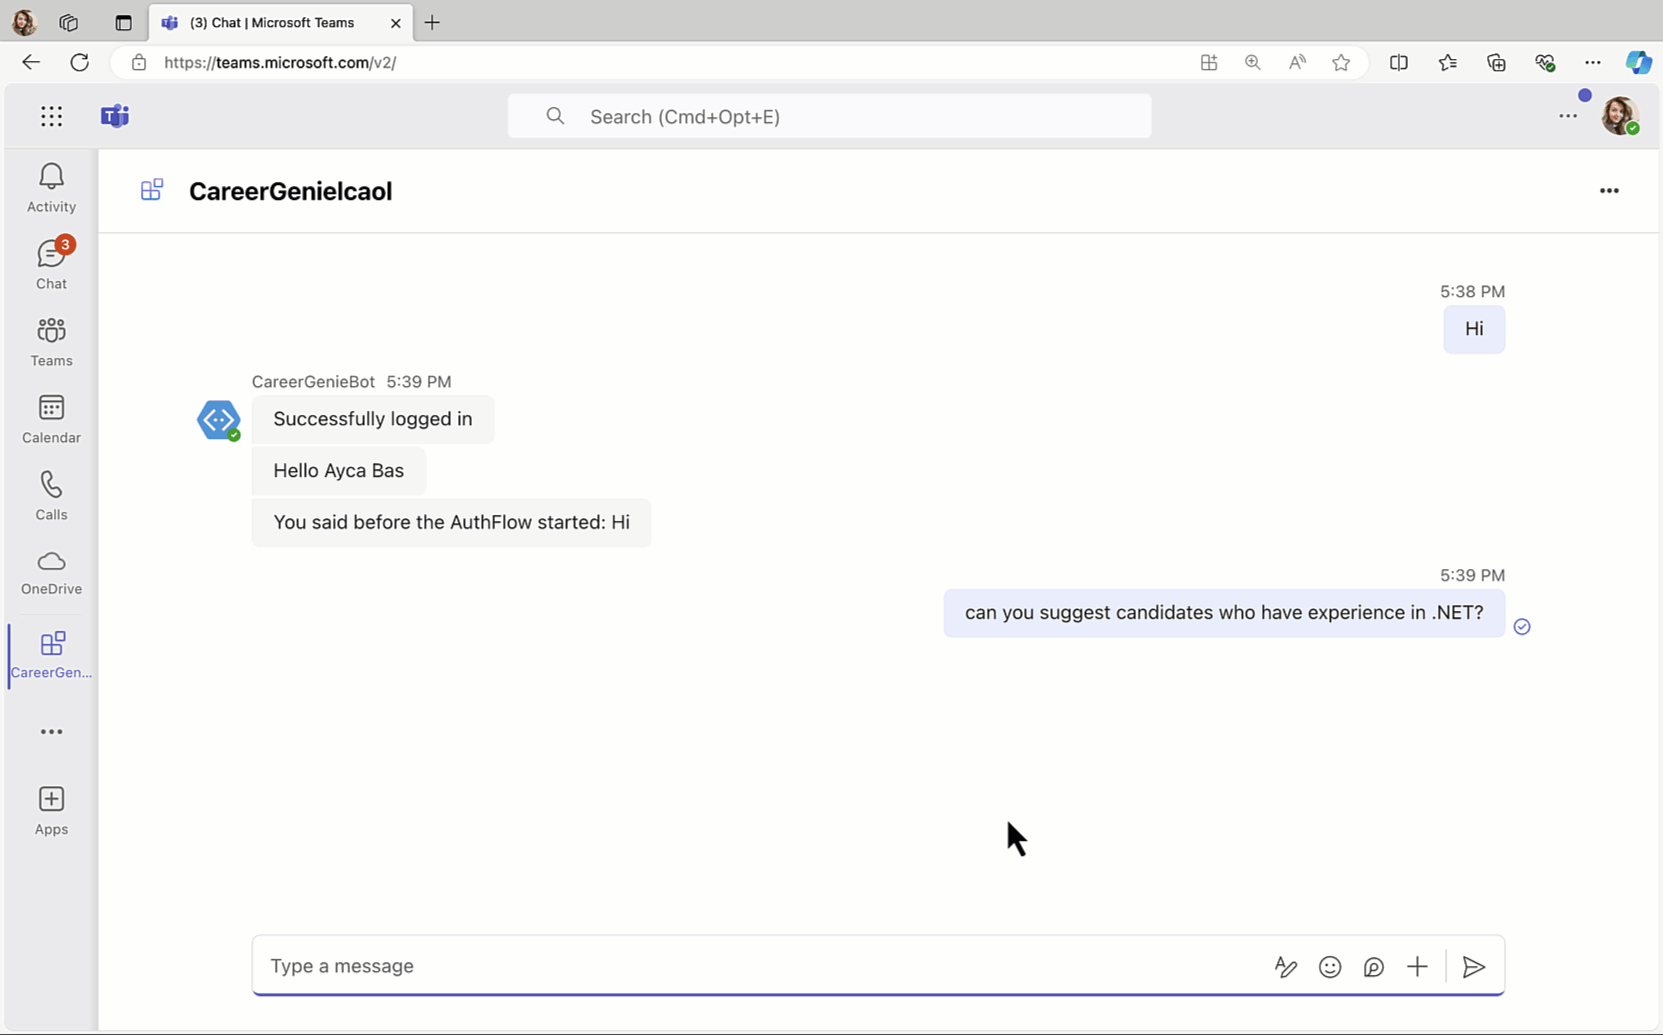 (3) Chat | Microsoft Teams
https://teams.microsoft.com/v2/
Search (Cmd+Opt+E)
Activity
3
Chat
Teams
Calendar
Calls
OneDrive
CareerGen...
Apps
CareerGenielcaol
5:38 PM
Hi
CareerGenieBot 5:39 PM
Successfully logged in
Hello Ayca Bas
You said before the AuthFlow started: Hi
5:39 PM
can you suggest candidates who have experience in .NET?
Type a message